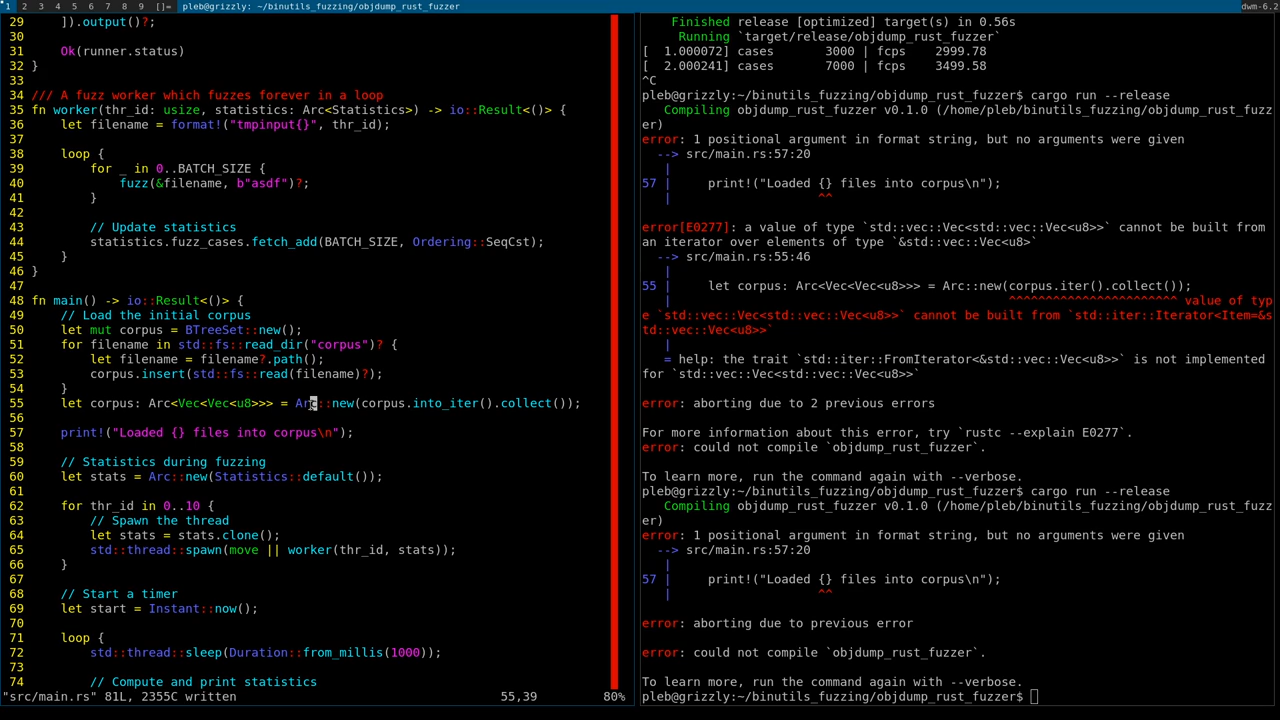 1 2 3 4 5 6 7 8 9 []= pleb@grizzly: ~/binutils_fuzzing/objdump_rust_fuzzer dwm-6.2
29     ]).output()?;
30
31     Ok(runner.status)
32 }
33
34 /// A fuzz worker which fuzzes forever in a loop
35 fn worker(thr_id: usize, statistics: Arc<Statistics>) -> io::Result<()> {
36     let filename = format!("tmpinput{}", thr_id);
37
38     loop {
39         for _ in 0..BATCH_SIZE {
40             fuzz(&filename, b"asdf")?;
41         }
42
43         // Update statistics
44         statistics.fuzz_cases.fetch_add(BATCH_SIZE, Ordering::SeqCst);
45     }
46 }
47
48 fn main() -> io::Result<()> {
49     // Load the initial corpus
50     let mut corpus = BTreeSet::new();
51     for filename in std::fs::read_dir("corpus")? {
52         let filename = filename?.path();
53         corpus.insert(std::fs::read(filename)?);
54     }
55     let corpus: Arc<Vec<Vec<u8>>> = Arc::new(corpus.into_iter().collect());
56
57     print!("Loaded {} files into corpus\n");
58
59     // Statistics during fuzzing
60     let stats = Arc::new(Statistics::default());
61
62     for thr_id in 0..10 {
63         // Spawn the thread
64         let stats = stats.clone();
65         std::thread::spawn(move || worker(thr_id, stats));
66     }
67
68     // Start a timer
69     let start = Instant::now();
70
71     loop {
72         std::thread::sleep(Duration::from_millis(1000));
73
74         // Compute and print statistics
"src/main.rs" 81L, 2355C written 55,39 80%
    Finished release [optimized] target(s) in 0.56s
     Running `target/release/objdump_rust_fuzzer`
[  1.000072] cases       3000 | fcps    2999.78
[  2.000241] cases       7000 | fcps    3499.58
^C
pleb@grizzly:~/binutils_fuzzing/objdump_rust_fuzzer$ cargo run --release
   Compiling objdump_rust_fuzzer v0.1.0 (/home/pleb/binutils_fuzzing/objdump_rust_fuzz
er)
error: 1 positional argument in format string, but no arguments were given
  --> src/main.rs:57:20
   |
57 |     print!("Loaded {} files into corpus\n");
   |                    ^^

error[E0277]: a value of type `std::vec::Vec<std::vec::Vec<u8>>` cannot be built from
an iterator over elements of type `&std::vec::Vec<u8>`
  --> src/main.rs:55:46
   |
55 |     let corpus: Arc<Vec<Vec<u8>>> = Arc::new(corpus.iter().collect());
   |                                              ^^^^^^^^^^^^^^^^^^^^^^^ value of typ
e `std::vec::Vec<std::vec::Vec<u8>>` cannot be built from `std::iter::Iterator<Item=&s
td::vec::Vec<u8>>`
   |
   = help: the trait `std::iter::FromIterator<&std::vec::Vec<u8>>` is not implemented
for `std::vec::Vec<std::vec::Vec<u8>>`

error: aborting due to 2 previous errors

For more information about this error, try `rustc --explain E0277`.
error: could not compile `objdump_rust_fuzzer`.

To learn more, run the command again with --verbose.
pleb@grizzly:~/binutils_fuzzing/objdump_rust_fuzzer$ cargo run --release
   Compiling objdump_rust_fuzzer v0.1.0 (/home/pleb/binutils_fuzzing/objdump_rust_fuzz
er)
error: 1 positional argument in format string, but no arguments were given
  --> src/main.rs:57:20
   |
57 |     print!("Loaded {} files into corpus\n");
   |                    ^^

error: aborting due to previous error

error: could not compile `objdump_rust_fuzzer`.

To learn more, run the command again with --verbose.
pleb@grizzly:~/binutils_fuzzing/objdump_rust_fuzzer$